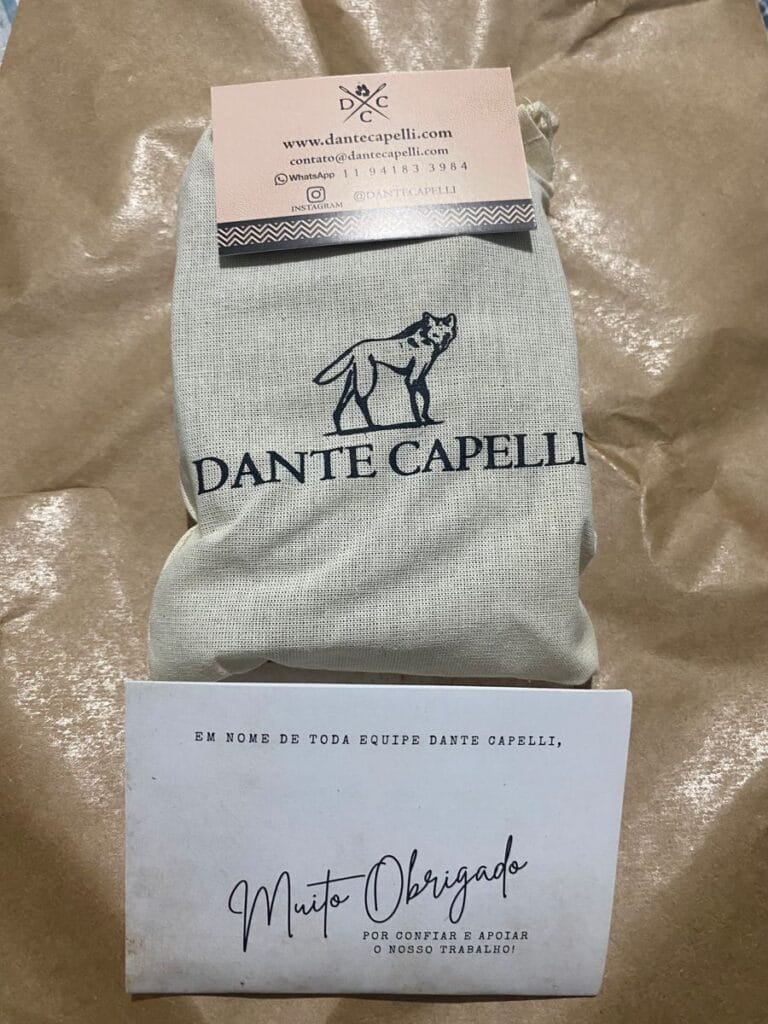 D C
C
www.dantecapelli.com
contato@dantecapelli.com
WhatsApp 11 94183 3984
INSTAGRAM @DANTECAPELLI
DANTE CAPELLI
EM NOME DE TODA EQUIPE DANTE CAPELLI,
Muito Obrigado
POR CONFIAR E APOIAR
O NOSSO TRABALHO!